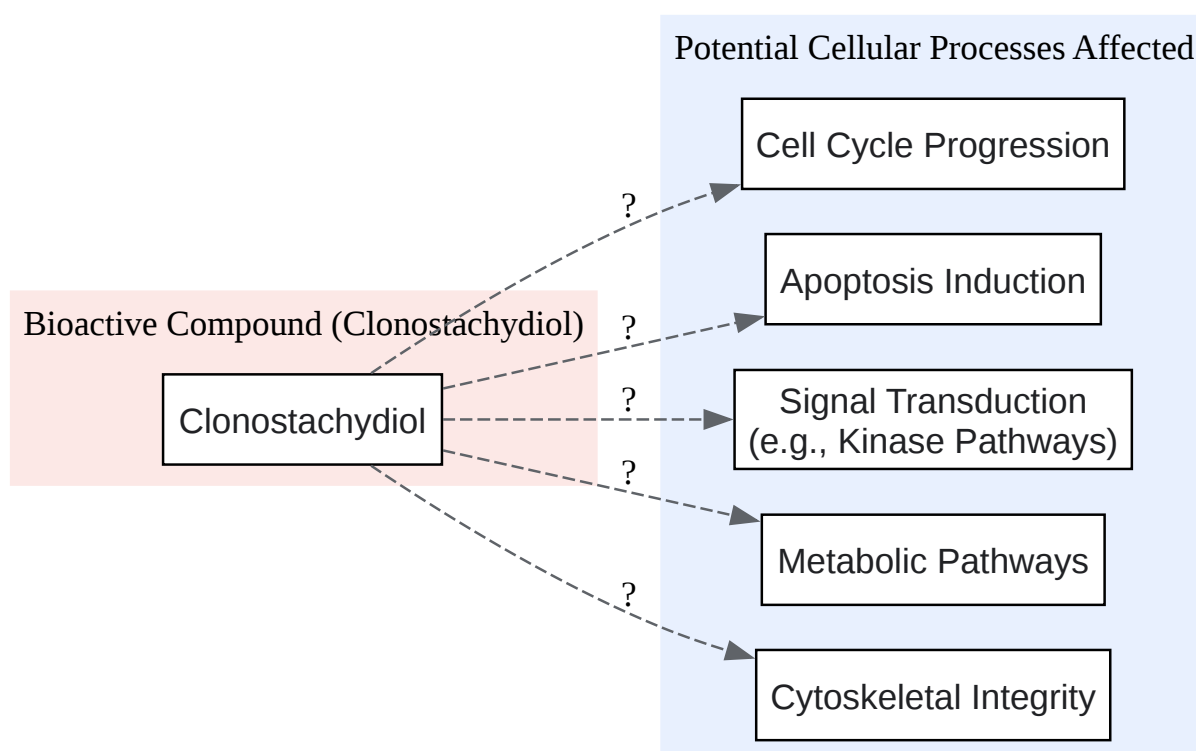 Potential Cellular Processes Affected
Cell Cycle Progression
?
Apoptosis Induction
Bioactive Compound (Clonostachydiol)
?
Clonostachydiol
?
Signal Transduction
(e.g., Kinase Pathways)
?
Metabolic Pathways
?
Cytoskeletal Integrity